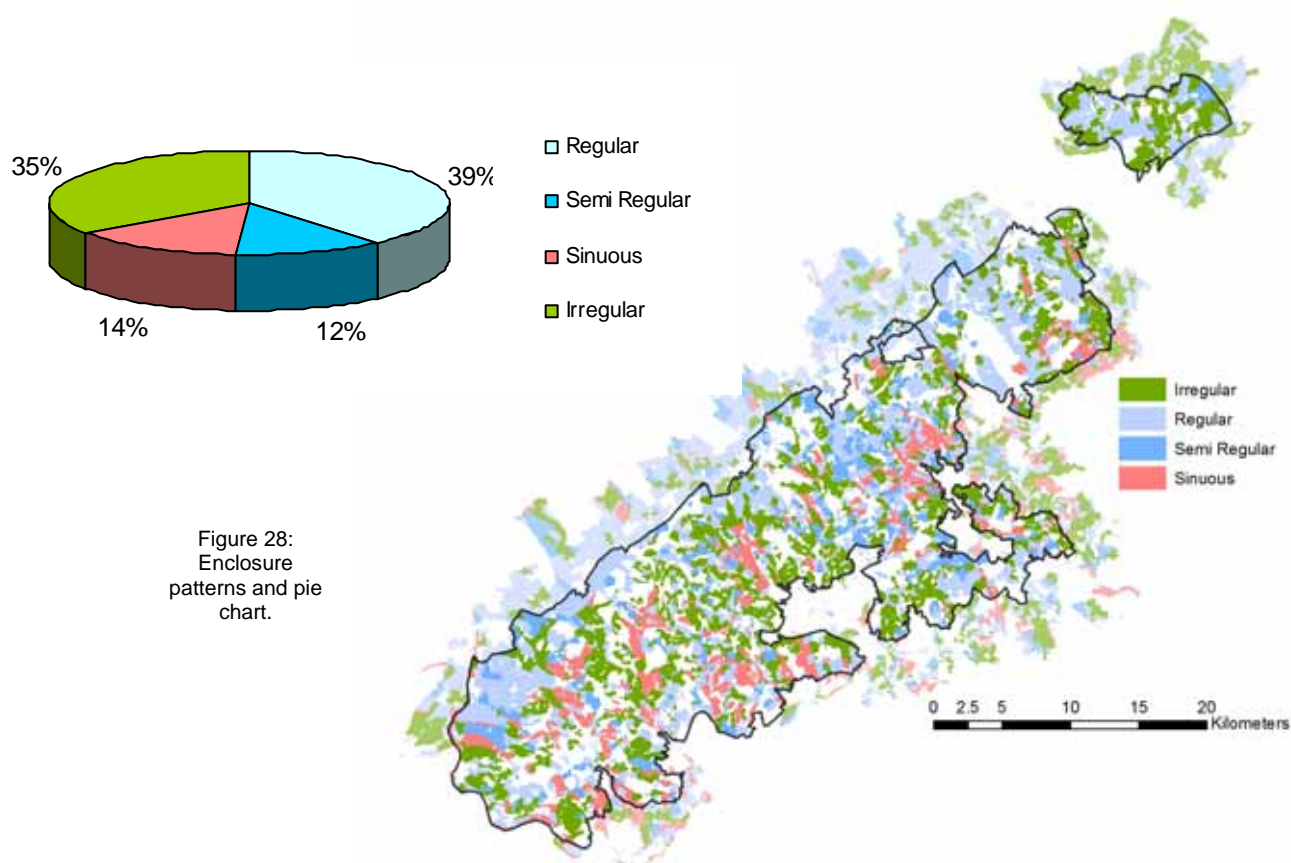 35%
39%
14%
12%
Regular
Semi Regular
Sinuous
Irregular
Irregular
Regular
Semi Regular
Sinuous
Figure 28:
Enclosure
patterns and pie
chart.
0 2.5 5 10 15 20
Kilometers